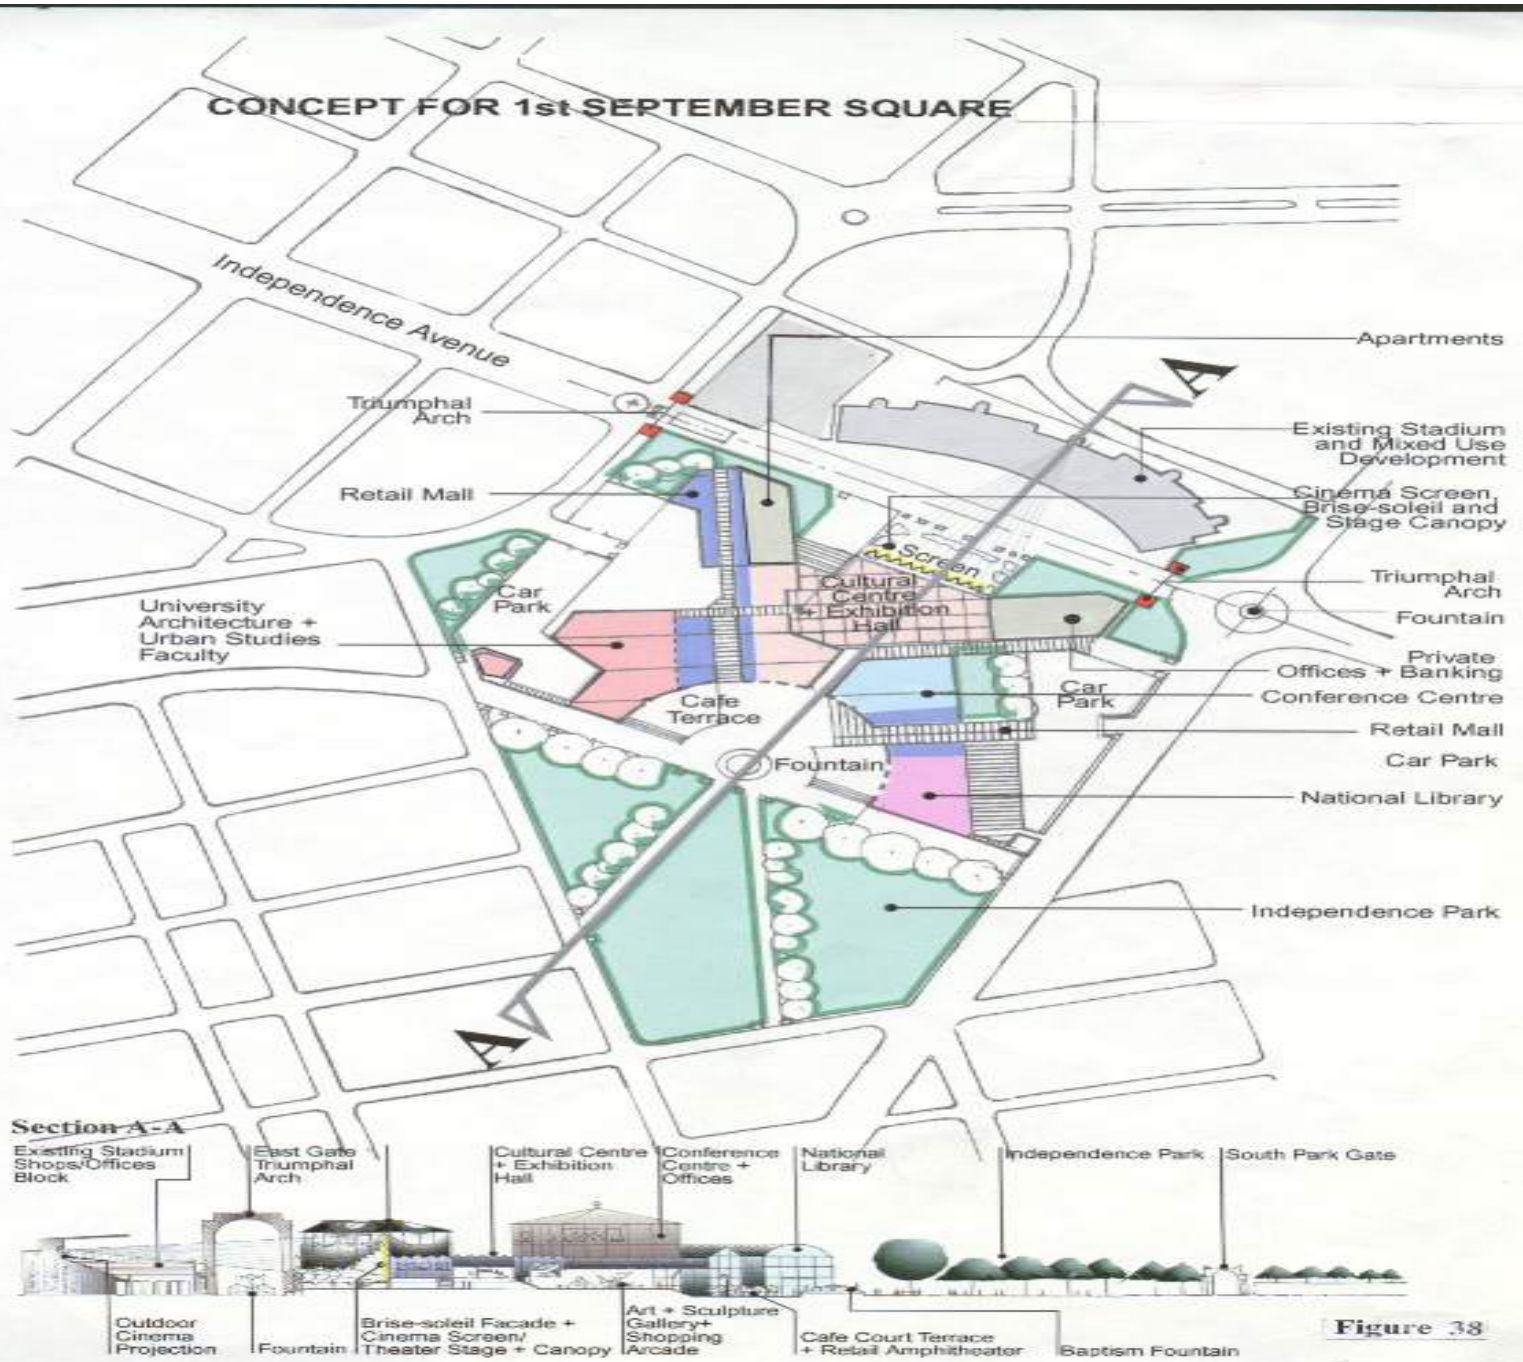 CONCEPT FOR 1st SEPTEMBER SQUARE
Independence Avenue
Apartments
A
Triumphal
Arch
Existing Stadium
and Mixed Use
Development
Retail Mall
Cinema Screen,
Brise-soleil and
Stage Canopy
Screen
Cultural
Centre
+ Exhibition
Hall
Car
Park
Triumphal
Arch
Fountain
University
Architecture +
Urban Studies
Faculty
Private
Offices + Banking
Car
Park
Conference Centre
Cafe
Terrace
Retail Mall
Fountain
Car Park
National Library
Independence Park
A
Section A-A
Existing Stadium
Shops/Offices
Block
East Gate
Triumphal
Arch
Cultural Centre
+ Exhibition
Hall
Conference
Centre +
Offices
National
Library
Independence Park
South Park Gate
Outdoor
Cinema
Projection
Fountain
Brise-soleil Facade +
Cinema Screen/
Theater Stage + Canopy
Art + Sculpture
Gallery+
Shopping
Arcade
Cafe Court Terrace
+ Retail Amphitheater
Baptism Fountain
Figure 38